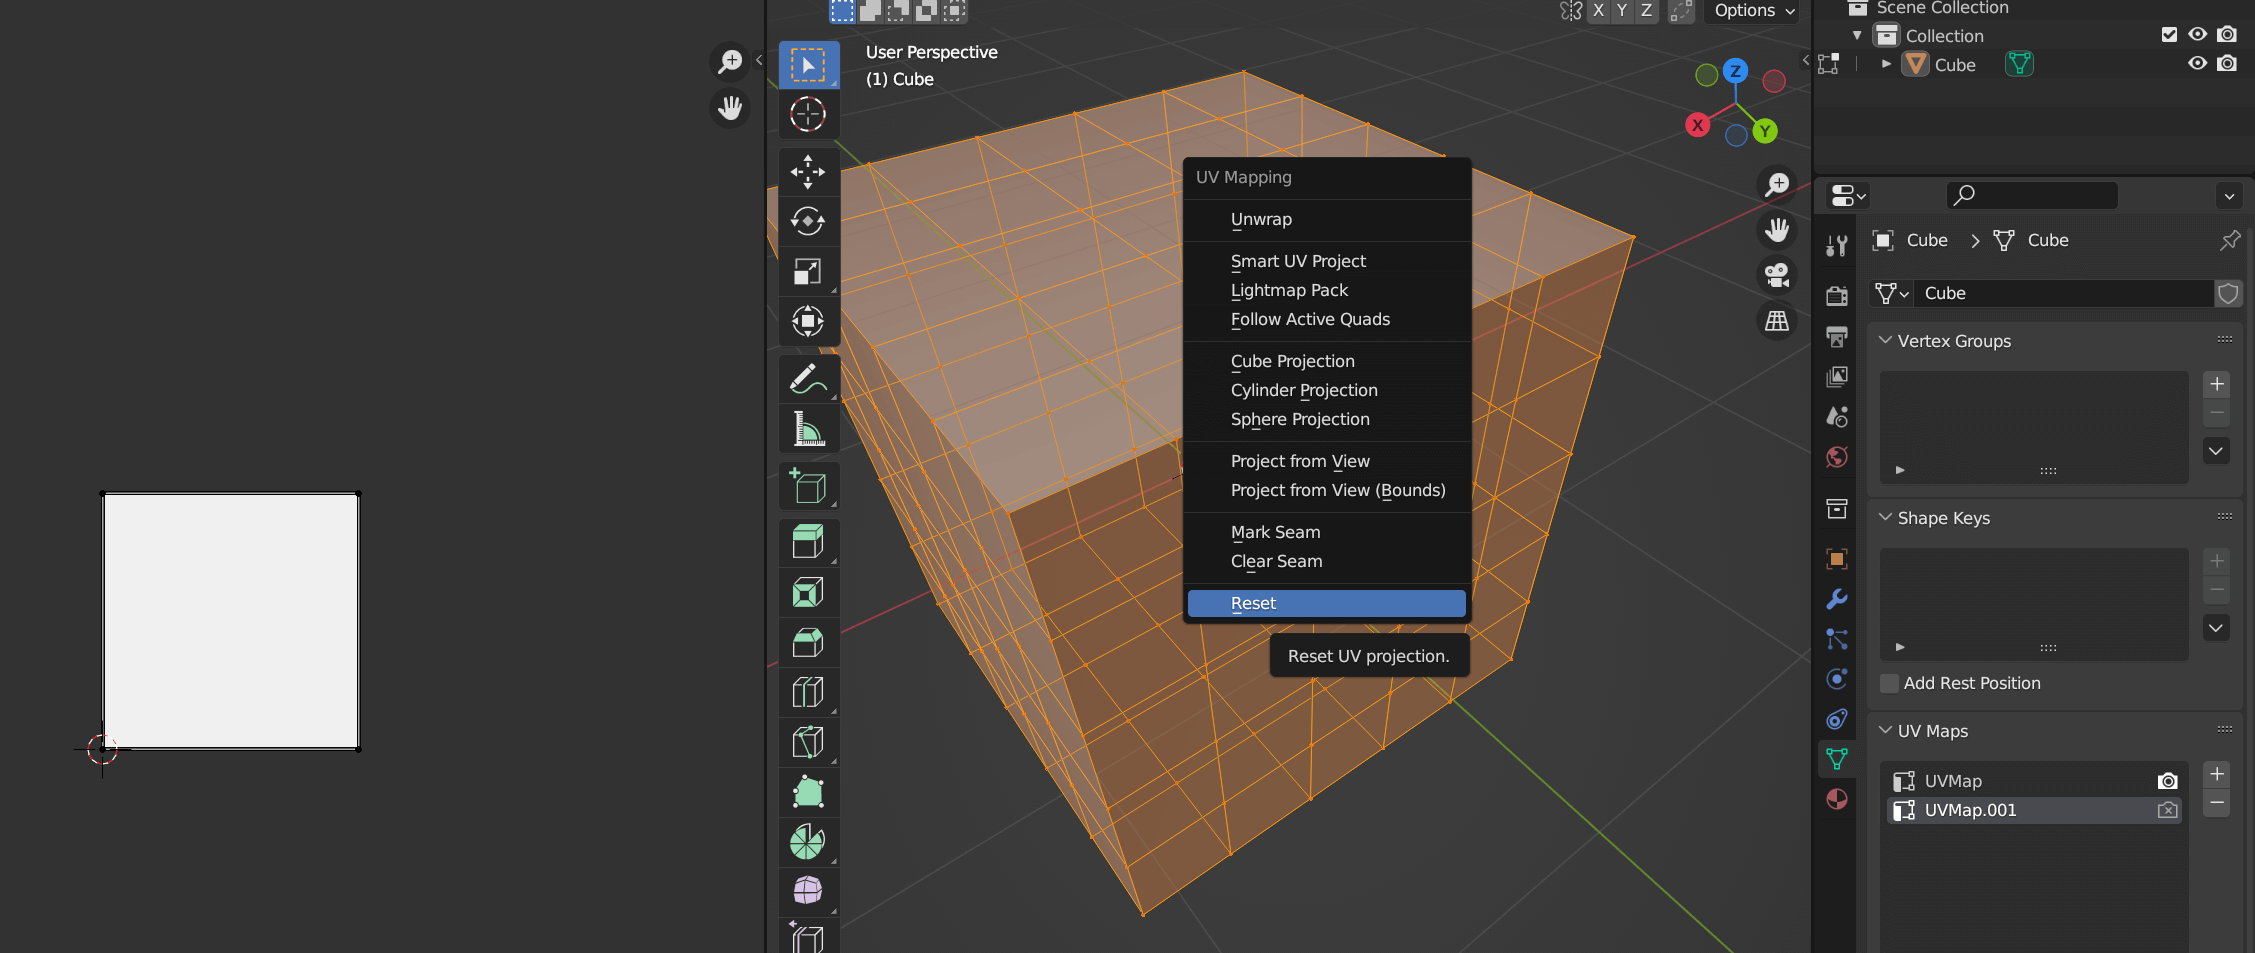 X Y Z
Options
User Perspective
(1) Cube
Z
X
Y
UV Mapping
Unwrap
Smart UV Project
Lightmap Pack
Follow Active Quads
Cube Projection
Cylinder Projection
Sphere Projection
Project from View
Project from View (Bounds)
Mark Seam
Clear Seam
Reset
Reset UV projection.
Scene Collection
Collection
Cube
Cube > Cube
Cube
Vertex Groups
Shape Keys
Add Rest Position
UV Maps
UVMap
UVMap.001